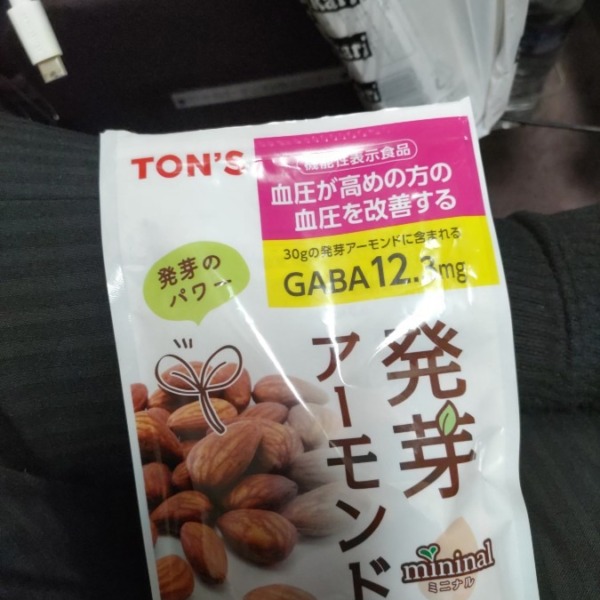 TON'S
機能性表示食品
血圧が高めの方の
血圧を改善する
30gの発芽アーモンドに含まれる
GABA 12.3mg
発芽の
パワー
発芽
アーモンド
mininal
ミニナル